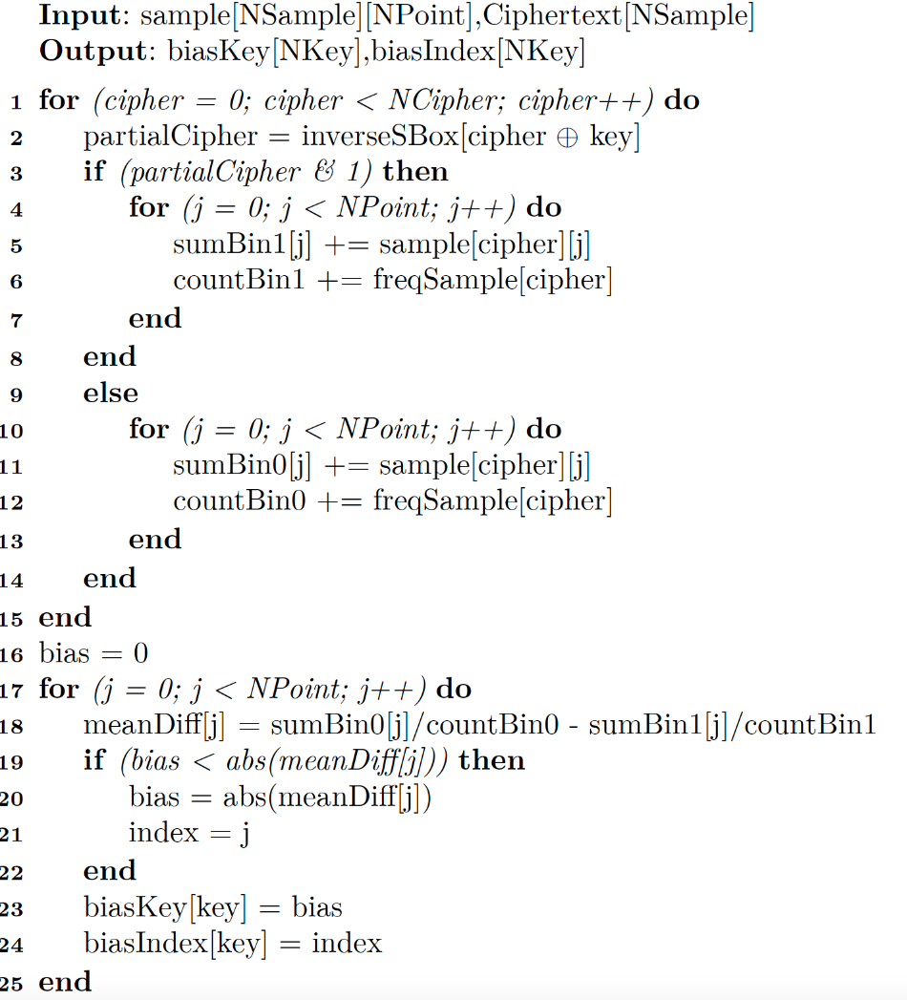 Input: sample[NSample][NPoint],Ciphertext[NSample]
Output: biasKey[NKey],biasIndex[NKey]
1 for (cipher = 0; cipher < NCipher; cipher++) do
2 partialCipher = inverseSBox[cipher ⊕ key]
3 if (partialCipher & 1) then
4 for (j = 0; j < NPoint; j++) do
5 sumBin1[j] += sample[cipher][j]
6 countBin1 += freqSample[cipher]
7 end
8 end
9 else
10 for (j = 0; j < NPoint; j++) do
11 sumBin0[j] += sample[cipher][j]
12 countBin0 += freqSample[cipher]
13 end
14 end
15 end
16 bias = 0
17 for (j = 0; j < NPoint; j++) do
18 meanDiff[j] = sumBin0[j]/countBin0 - sumBin1[j]/countBin1
19 if (bias < abs(meanDiff[j])) then
20 bias = abs(meanDiff[j])
21 index = j
22 end
23 biasKey[key] = bias
24 biasIndex[key] = index
25 end